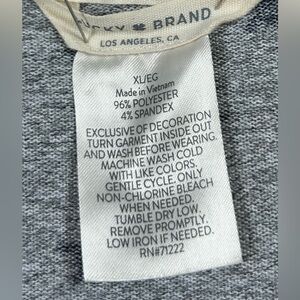 UCKY BRAND
LOS ANGELES, CA
XL/EG
Made in Vietnam
96% POLYESTER
4% SPANDEX
EXCLUSIVE OF DECORATION
TURN GARMENT INSIDE OUT
AND WASH BEFORE WEARING.
MACHINE WASH COLD
WITH LIKE COLORS.
GENTLE CYCLE. ONLY
NON-CHLORINE BLEACH
WHEN NEEDED.
TUMBLE DRY LOW.
REMOVE PROMPTLY.
LOW IRON IF NEEDED.
RN#71222